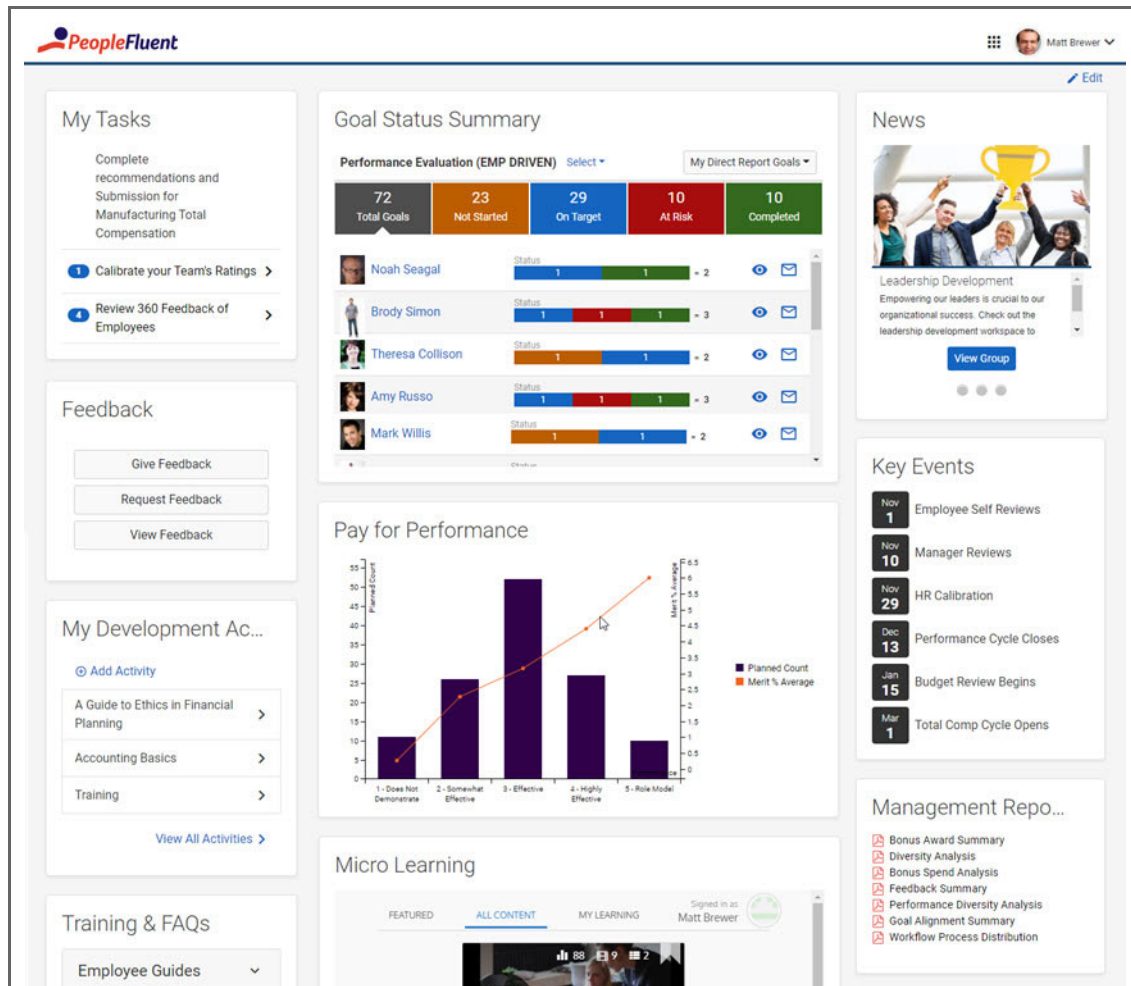 PeopleFluent
Matt Brewer
Edit
My Tasks
Complete
recommendations and
Submission for
Manufacturing Total
Compensation
1 Calibrate your Team's Ratings
4 Review 360 Feedback of
Employees
Feedback
Give Feedback
Request Feedback
View Feedback
My Development Ac...
Add Activity
A Guide to Ethics in Financial
Planning
Accounting Basics
Training
View All Activities
Training & FAQs
Employee Guides
Goal Status Summary
Performance Evaluation (EMP DRIVEN) Select My Direct Report Goals
72 23 29 10 10
Total Goals Not Started On Target At Risk Completed
Status
Noah Seagal 1 1 = 2
Status
Brody Simon 1 1 1 = 3
Status
Theresa Collison 1 1 = 2
Status
Amy Russo 1 1 1 = 3
Status
Mark Willis 1 1 = 2
Status
Pay for Performance
Planned Count
55
50
45
40
35
30
25
20
15
10
5
0
Merit % Average
6.5
6
5.5
5
4.5
4
3.5
3
2.5
2
1.5
1
0.5
0
1 - Does Not
Demonstrate
2 - Somewhat
Effective
3 - Effective
4 - Highly
Effective
5 - Role Model
Planned Count
Merit % Average
Micro Learning
FEATURED ALL CONTENT MY LEARNING
Signed in as
Matt Brewer
88 9 2
News
Leadership Development
Empowering our leaders is crucial to our
organizational success. Check out the
leadership development workspace to
View Group
Key Events
Nov
1 Employee Self Reviews
Nov
10 Manager Reviews
Nov
29 HR Calibration
Dec
13 Performance Cycle Closes
Jan
15 Budget Review Begins
Mar
1 Total Comp Cycle Opens
Management Repo...
Bonus Award Summary
Diversity Analysis
Bonus Spend Analysis
Feedback Summary
Performance Diversity Analysis
Goal Alignment Summary
Workflow Process Distribution